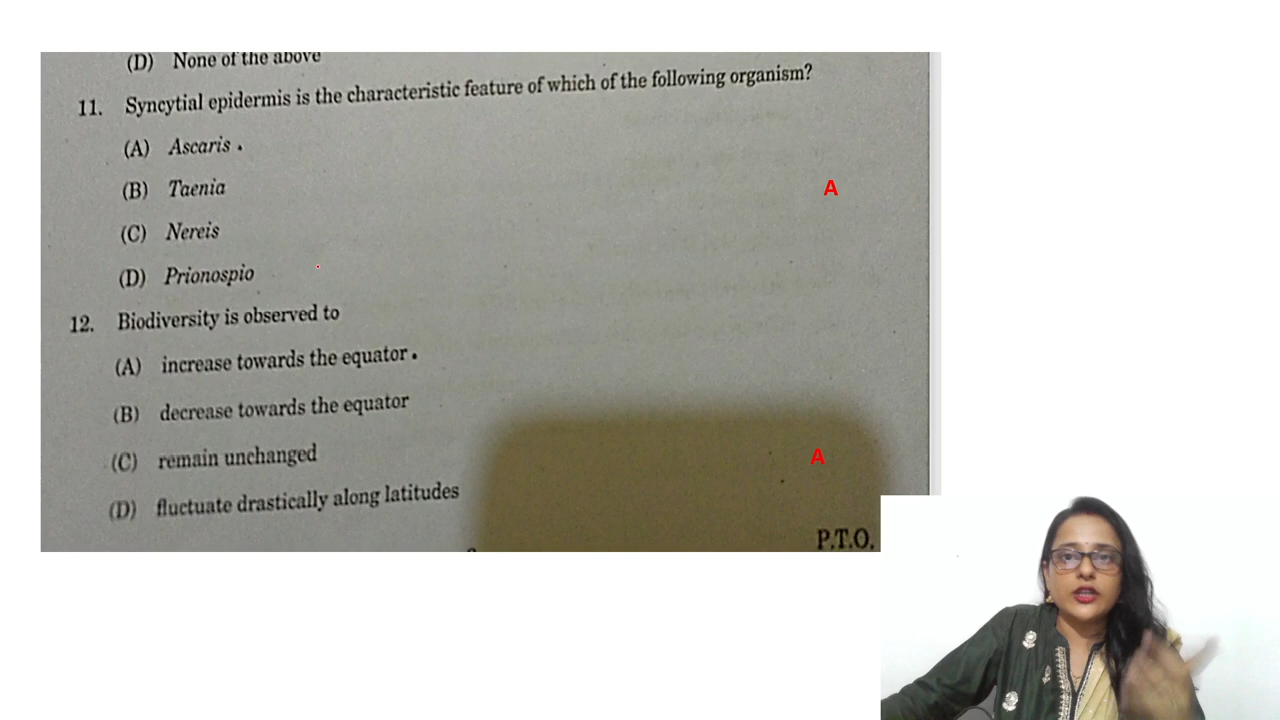 (D) None of the above
11. Syncytial epidermis is the characteristic feature of which of the following organism?
(A) Ascaris
(B) Taenia
A
(C) Nereis
(D) Prionospio
12. Biodiversity is observed to
(A) increase towards the equator
(B) decrease towards the equator
(C) remain unchanged
A
(D) fluctuate drastically along latitudes
P.T.O.